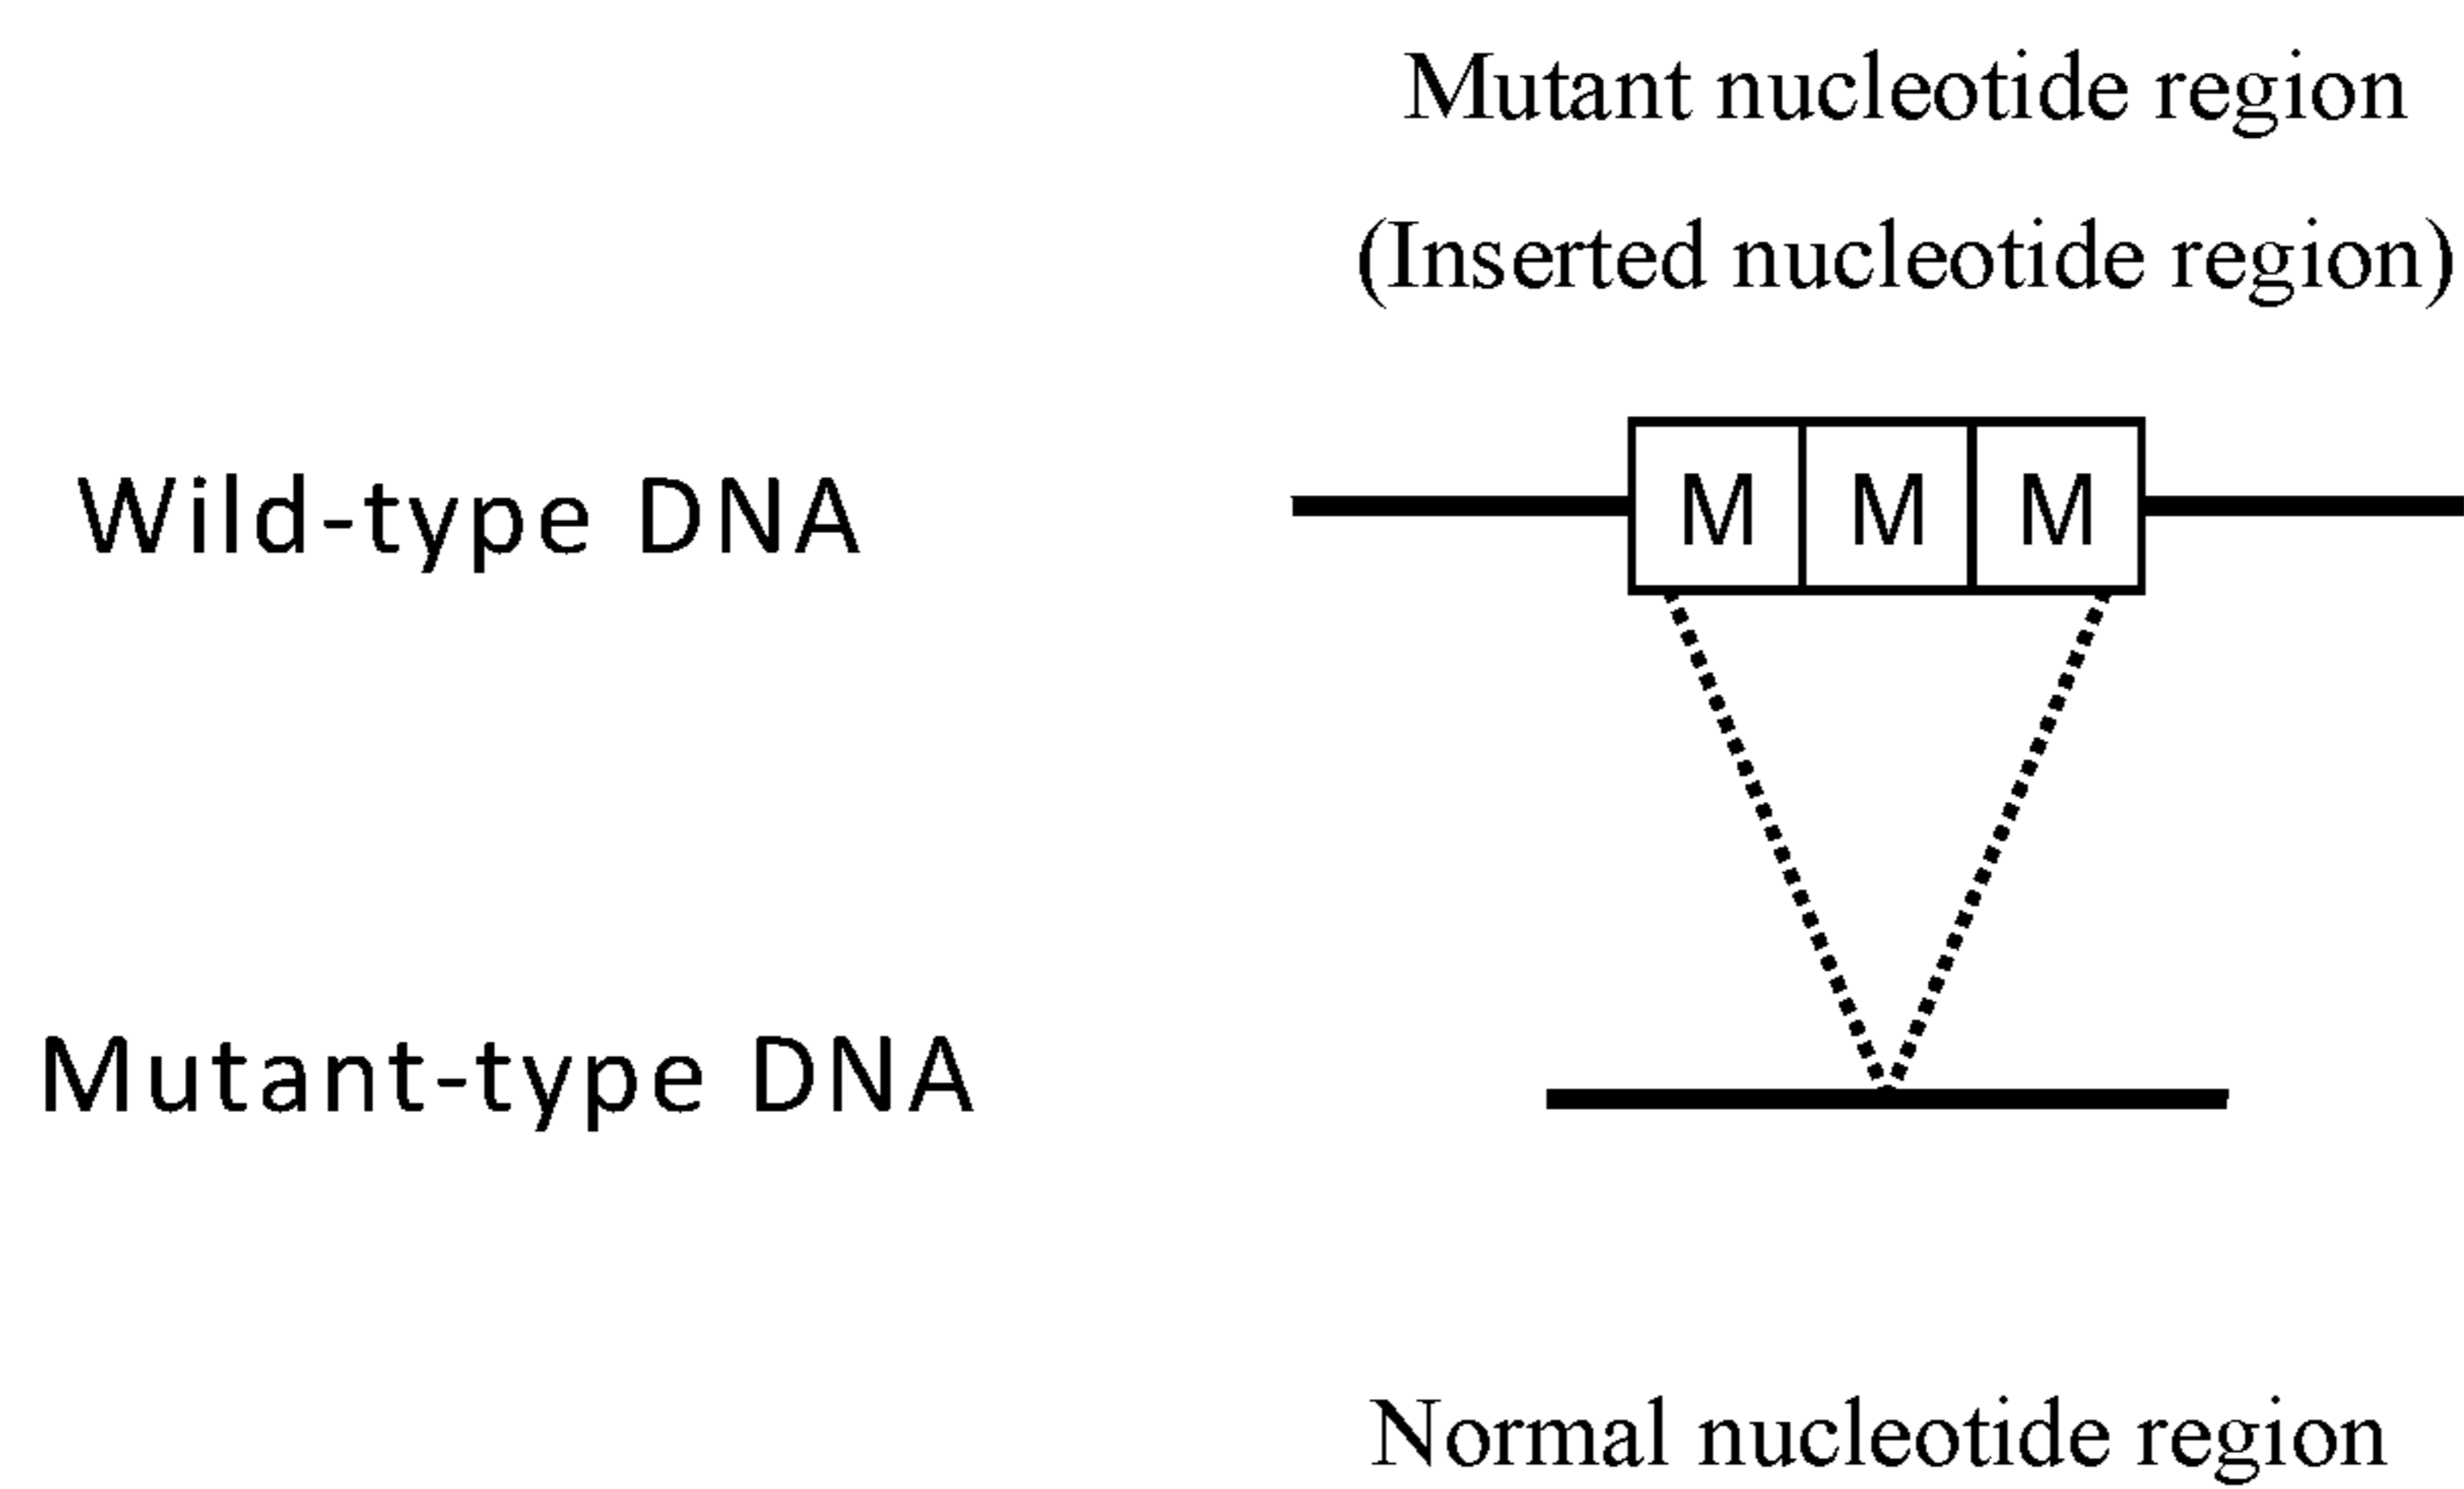 Mutant nucleotide region
(Inserted nucleotide region)
Wild-type DNA
M M M
Mutant-type DNA
Normal nucleotide region